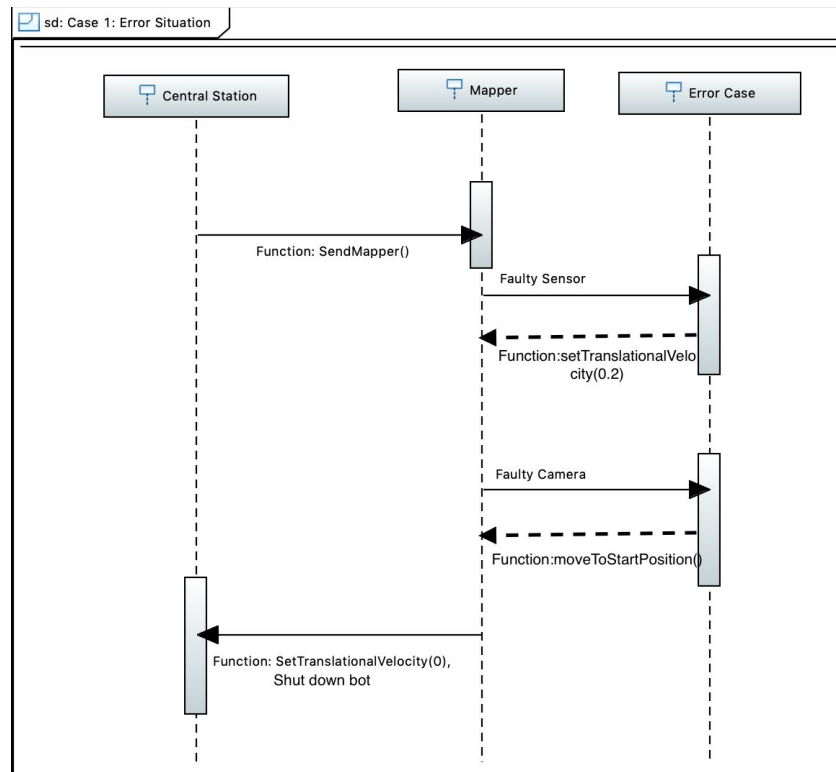 sd: Case 1: Error Situation
Central Station
Mapper
Error Case
Function: SendMapper()
Faulty Sensor
Function:setTranslationalVelo
city(0.2)
Faulty Camera
Function:moveToStartPosition()
Function: SetTranslationalVelocity(0),
Shut down bot